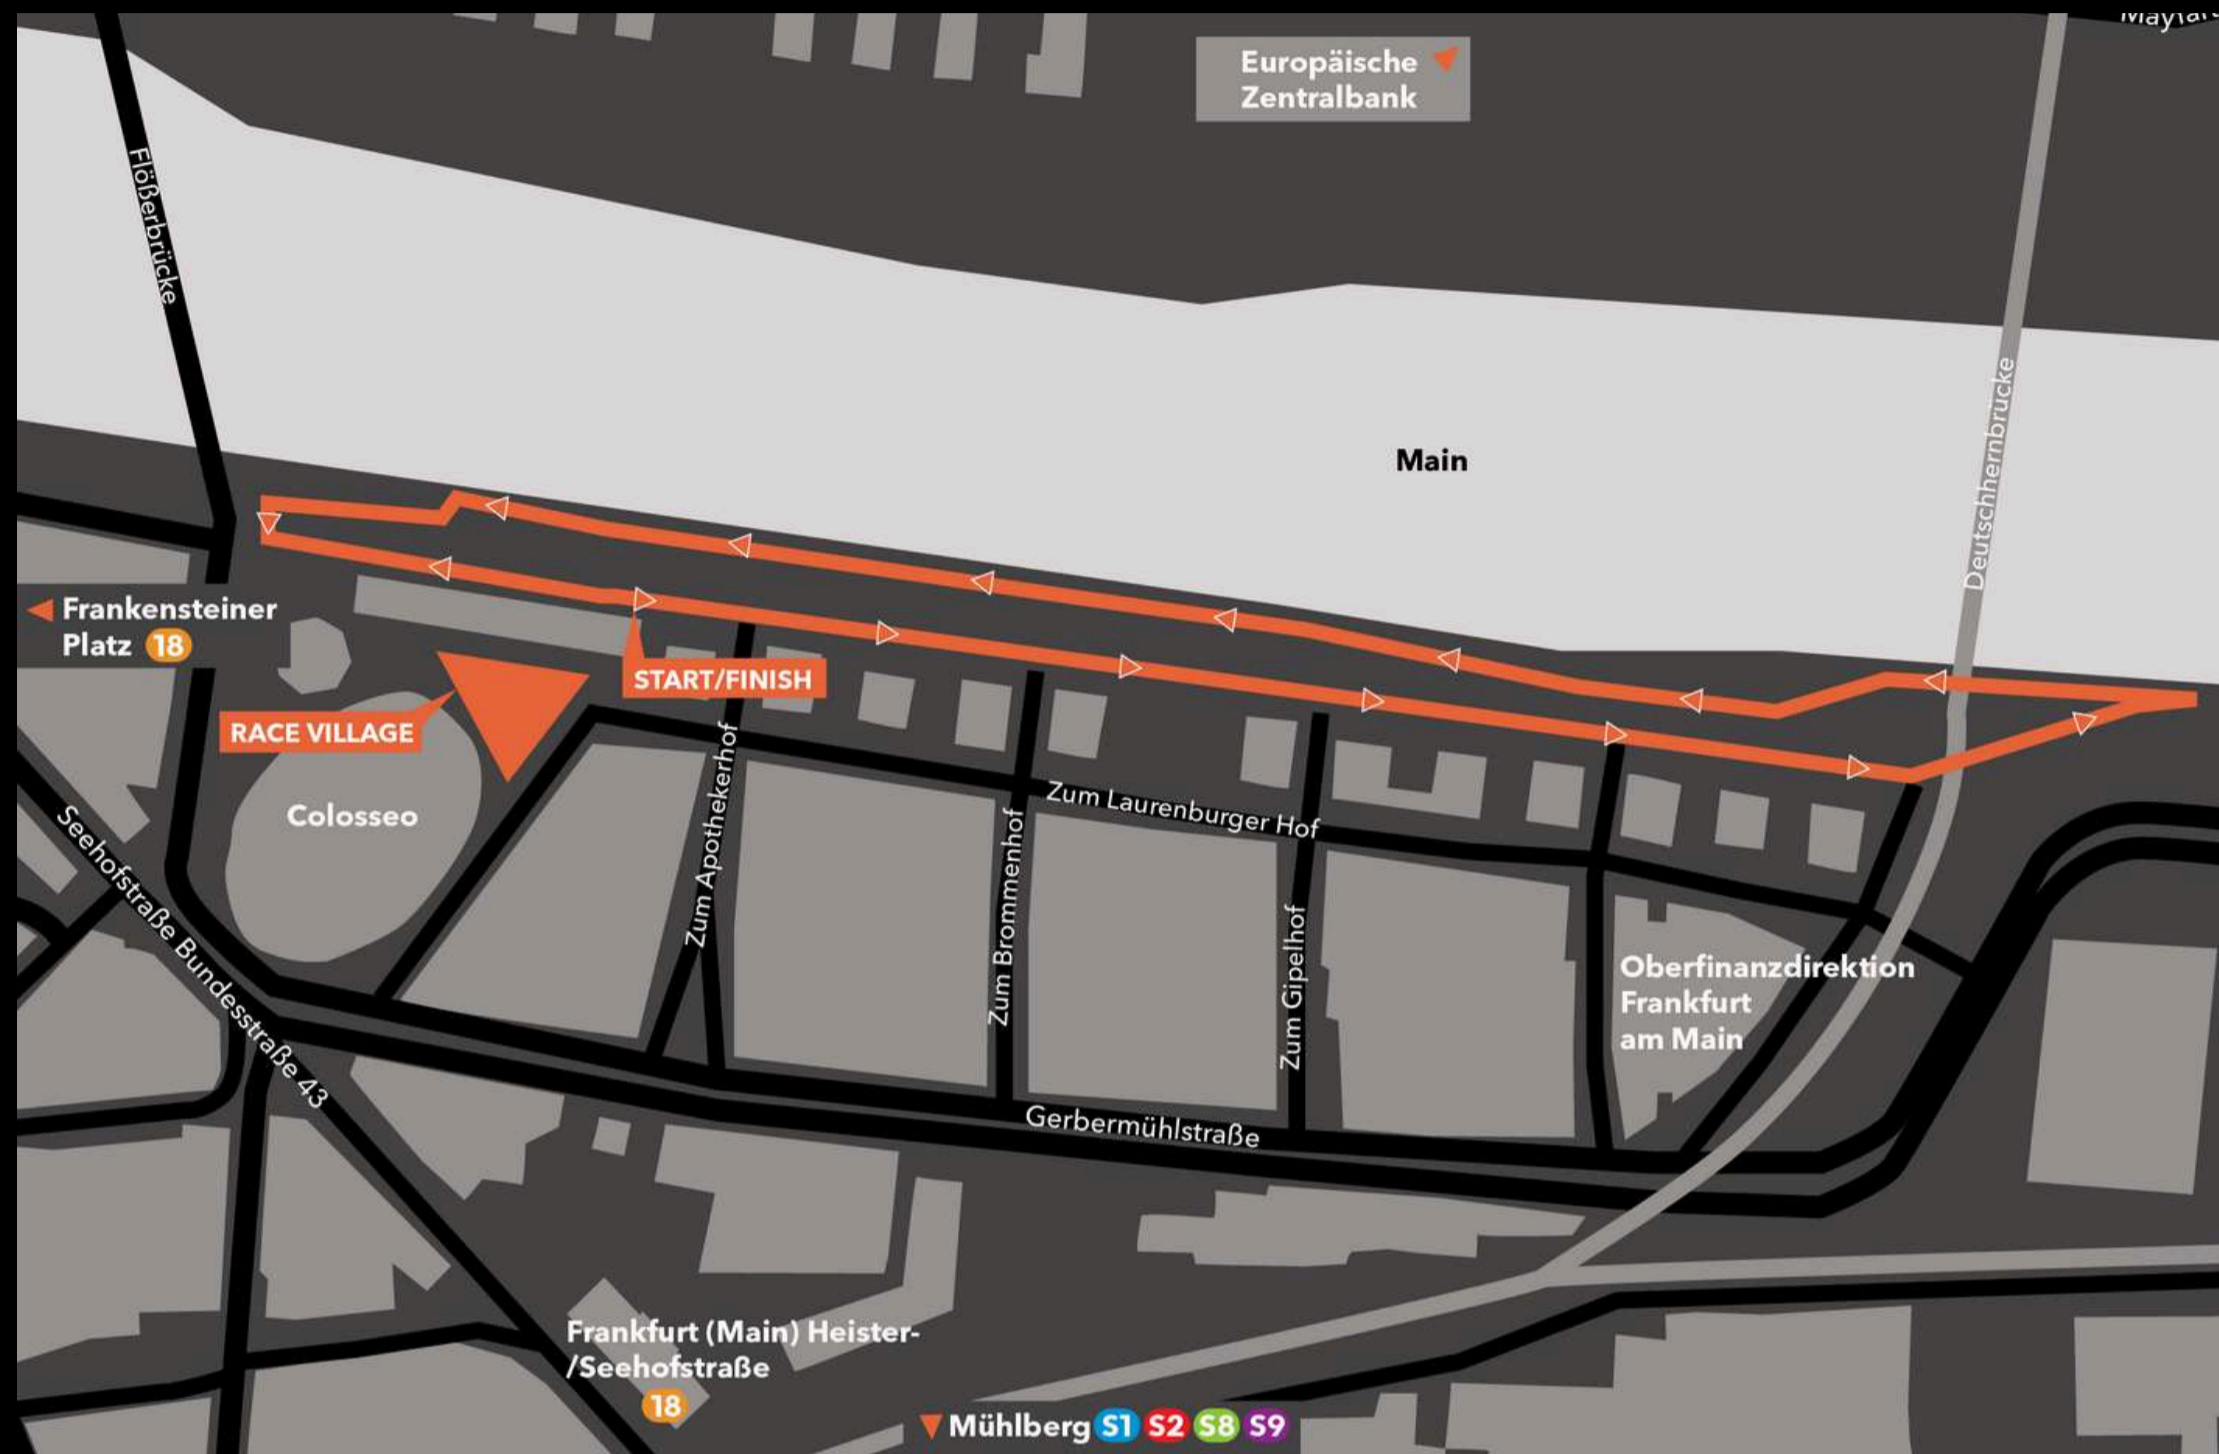 Europäische
Zentralbank
Flößerbrücke
Deutschhernbrücke
Main
Frankensteiner
Platz 18
START/FINISH
RACE VILLAGE
Colosseo
Zum Apothekerhof
Zum Laurenburger Hof
Zum Brommenhof
Zum Gipelhof
Seehofstraße Bundesstraße 43
Oberfinanzdirektion
Frankfurt
am Main
Gerbermühlstraße
Frankfurt (Main) Heister-
/Seehofstraße
18
Mühlberg S1 S2 S8 S9